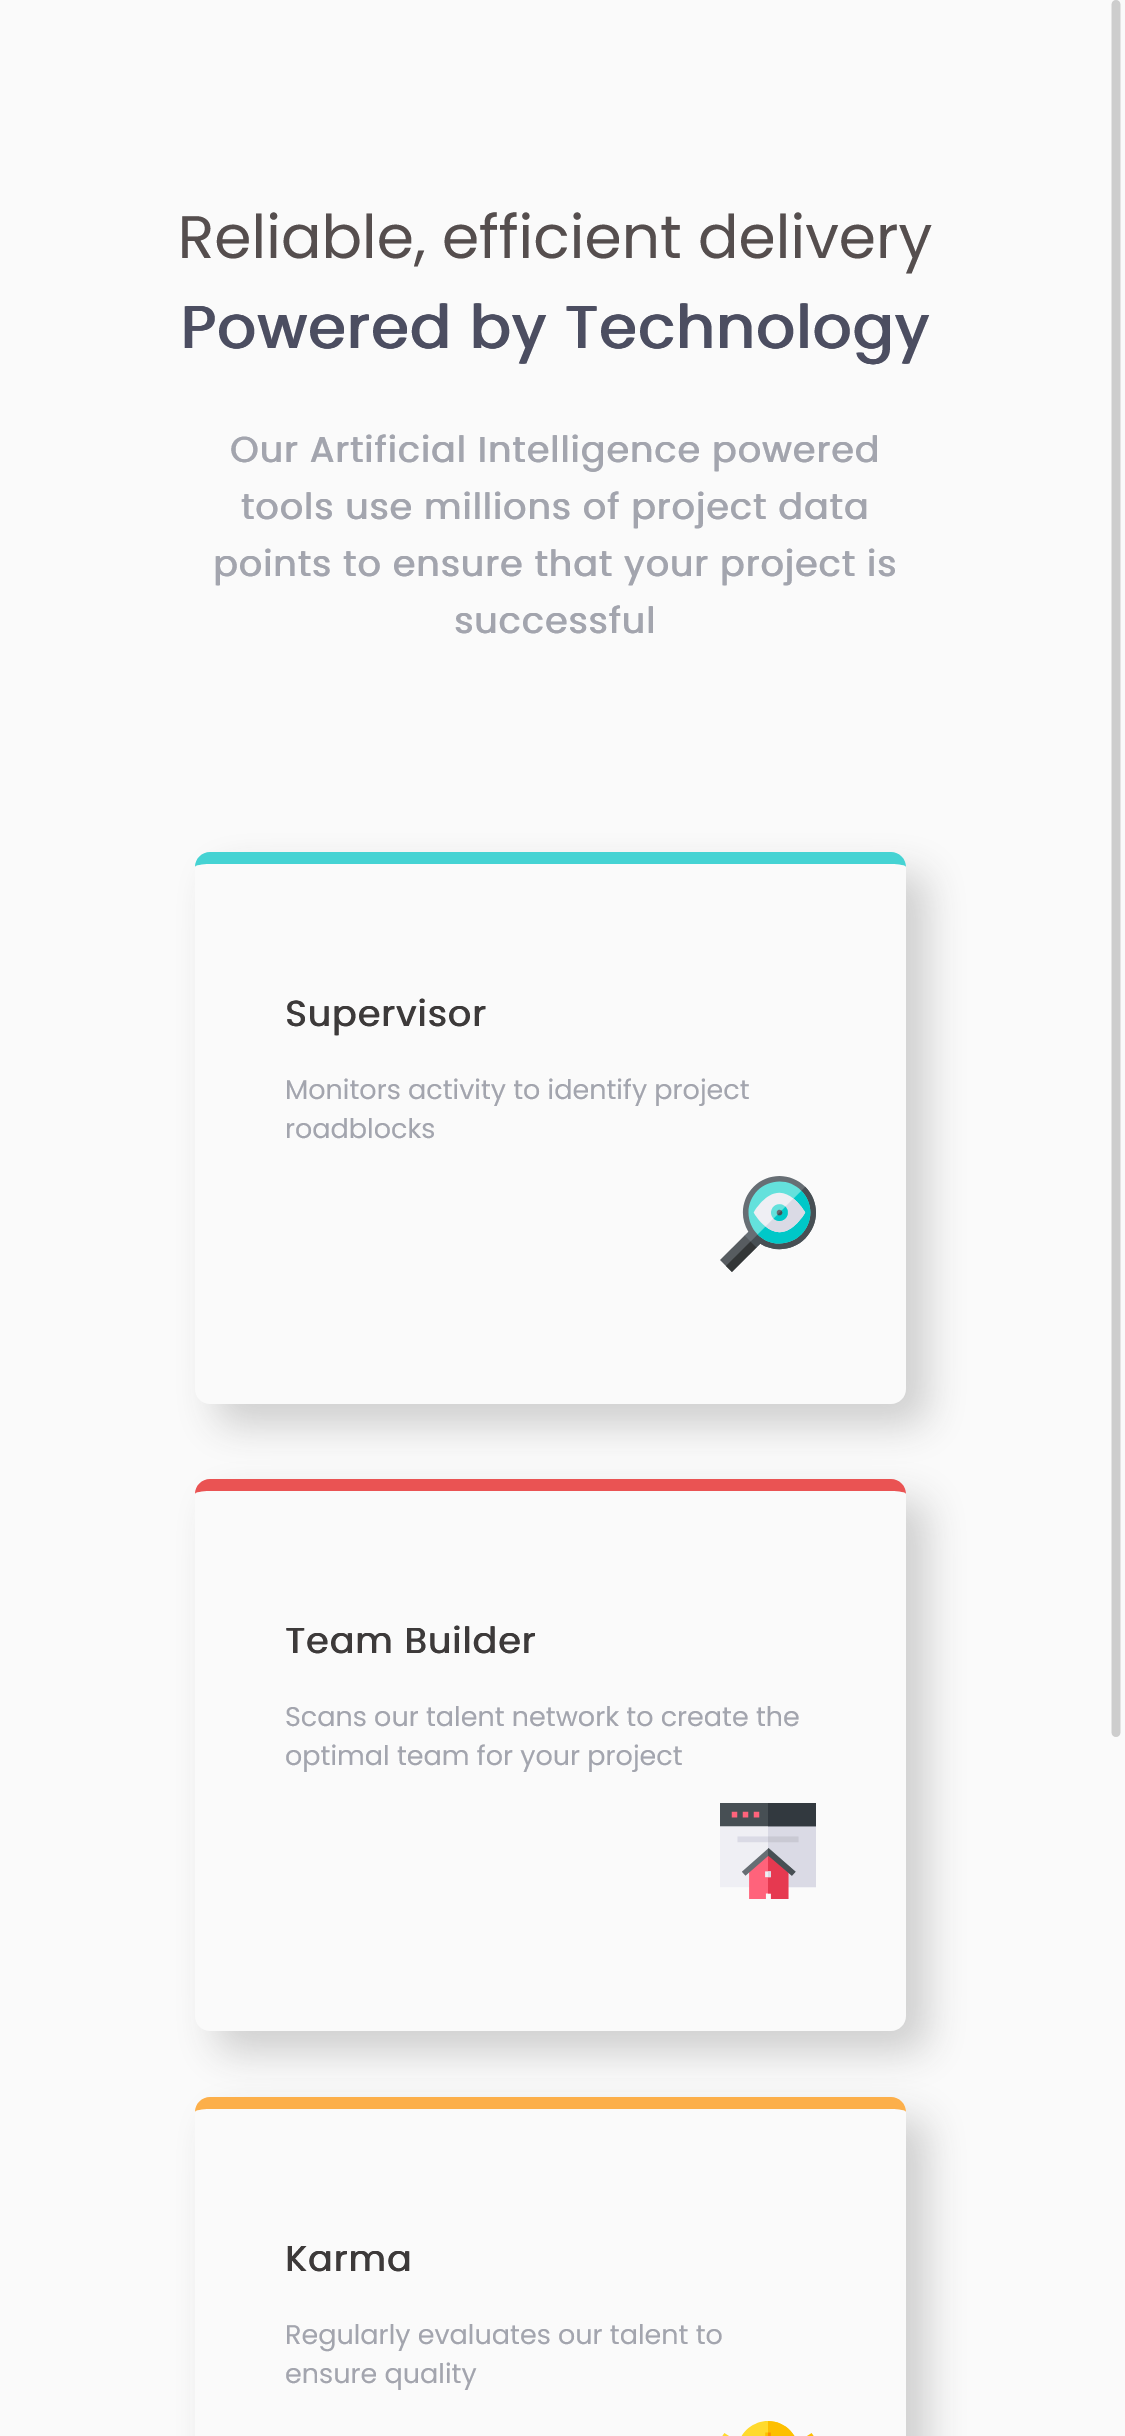 Reliable, efficient delivery
Powered by Technology
Our Artificial Intelligence powered
tools use millions of project data
points to ensure that your project is
successful
Supervisor
Monitors activity to identify project
roadblocks
Team Builder
Scans our talent network to create the
optimal team for your project
Karma
Regularly evaluates our talent to
ensure quality